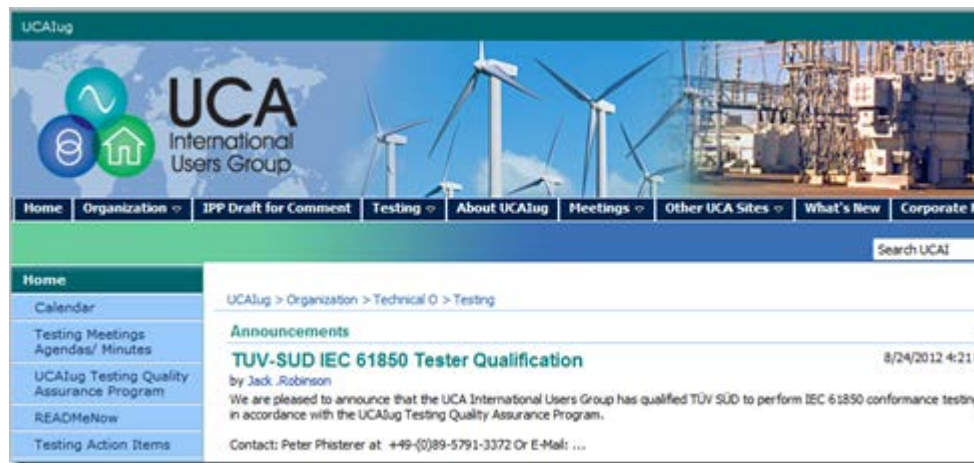 UCAIug
UCA
International
Users Group
Home Organization IPP Draft for Comment Testing About UCAIug Meetings Other UCA Sites What's New Corporate
Search UCAI
Home
Calendar
Testing Meetings
Agendas/ Minutes
UCAIug Testing Quality
Assurance Program
READMeNow
Testing Action Items
UCAIug > Organization > Technical O > Testing
Announcements
TUV-SUD IEC 61850 Tester Qualification
8/24/2012 4:21
by Jack .Robinson
We are pleased to announce that the UCA International Users Group has qualified TÜV SÜD to perform IEC 61850 conformance testing
in accordance with the UCAIug Testing Quality Assurance Program.
Contact: Peter Phisterer at +49-(0)89-5791-3372 Or E-Mail: ...